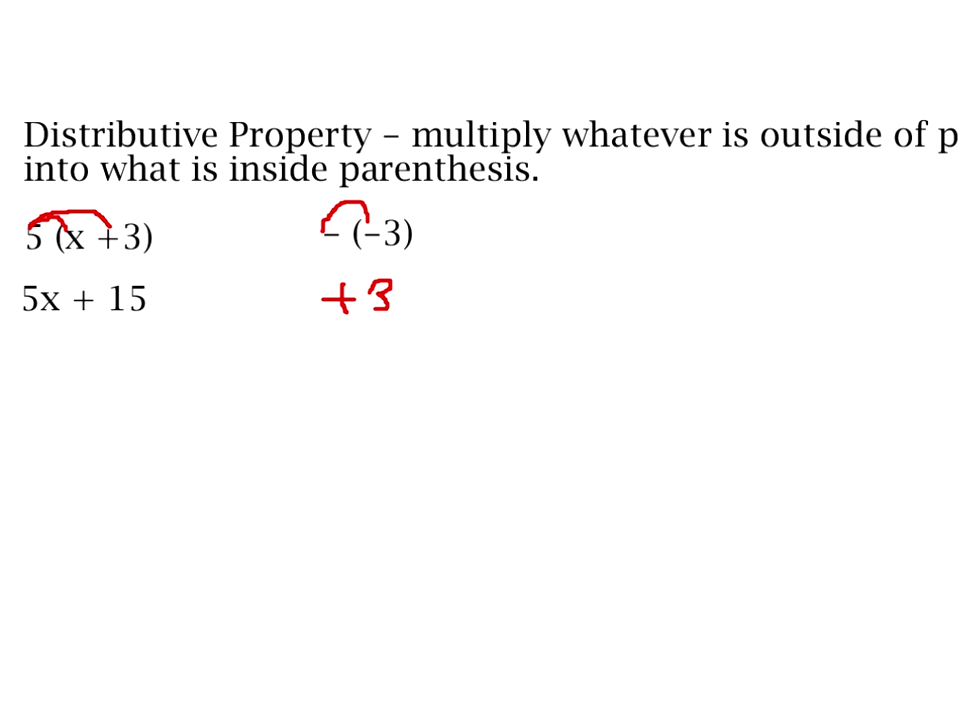 Distributive Property – multiply whatever is outside of p
into what is inside parenthesis.
5 (x +3)
– (–3)
5x + 15
+3